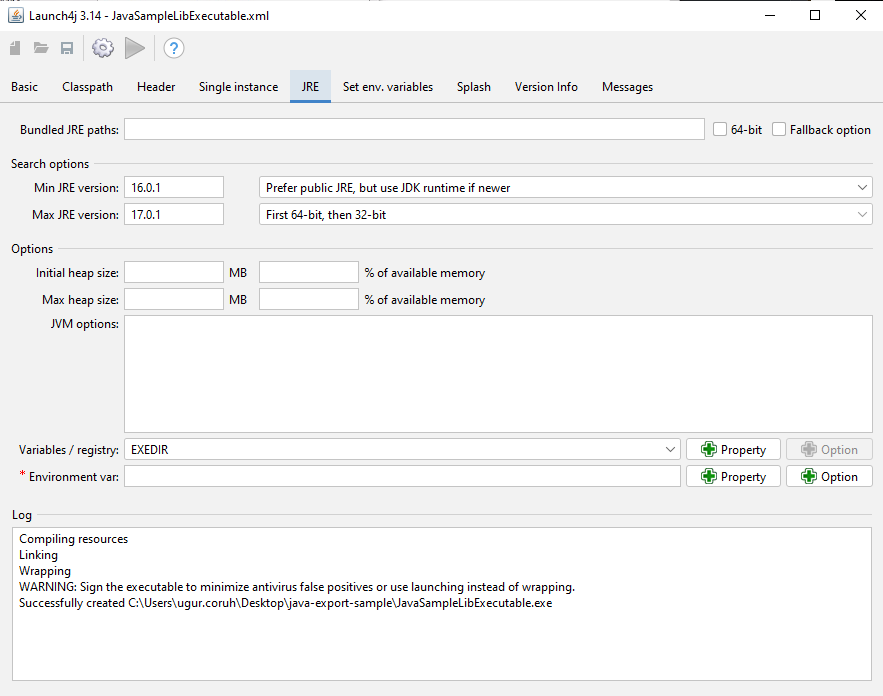 Launch4j 3.14 - JavaSampleLibExecutable.xml
?
Basic Classpath Header Single instance JRE Set env. variables Splash Version Info Messages
Bundled JRE paths: 64-bit Fallback option
Search options
Min JRE version: 16.0.1 Prefer public JRE, but use JDK runtime if newer
Max JRE version: 17.0.1 First 64-bit, then 32-bit
Options
Initial heap size: MB % of available memory
Max heap size: MB % of available memory
JVM options:
Variables / registry: EXEDIR Property Option
* Environment var: Property Option
Log
Compiling resources
Linking
Wrapping
WARNING: Sign the executable to minimize antivirus false positives or use launching instead of wrapping.
Successfully created C:\Users\ugur.coruh\Desktop\java-export-sample\JavaSampleLibExecutable.exe